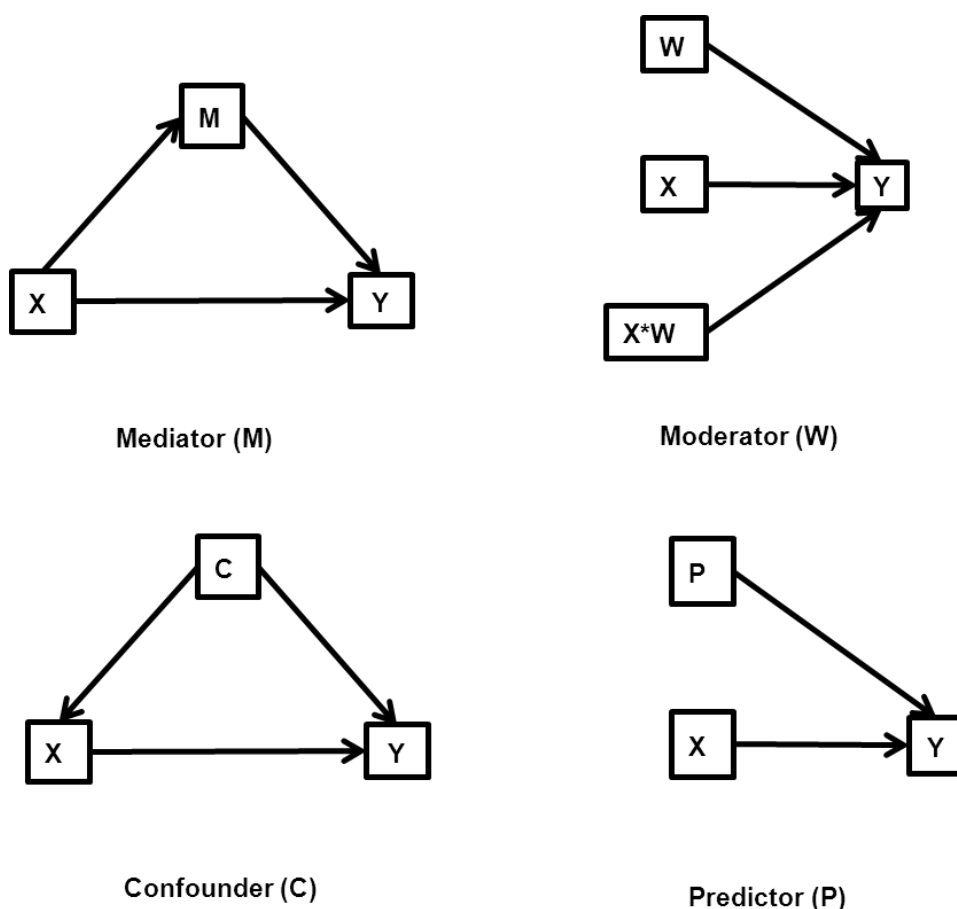 M
X
Y
Mediator (M)
W
X
Y
X*W
Moderator (W)
C
X
Y
Confounder (C)
P
X
Y
Predictor (P)